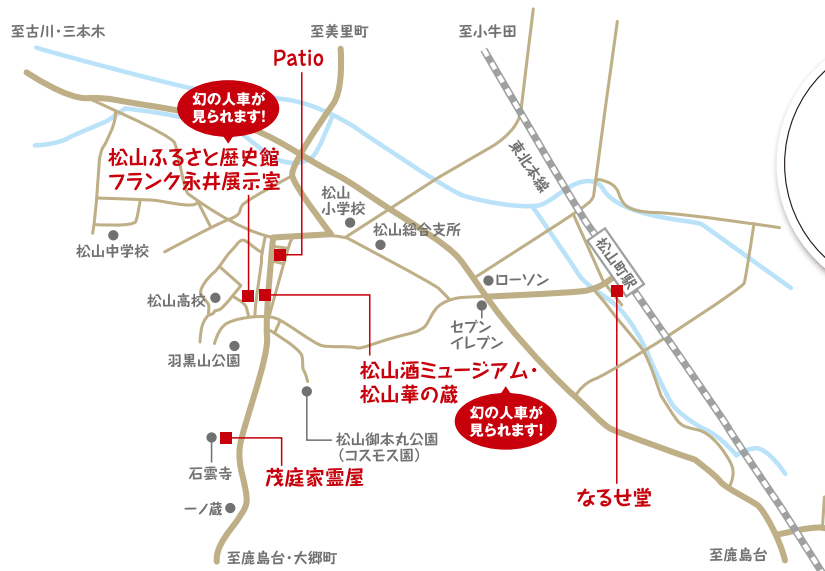 至古川・三本木
至美里町
至小牛田
Patio
幻の人車が
見られます!
松山ふるさと歴史館
フランク永井展示室
東北本線
松山
小学校
松山総合支所
松山中学校
松山町駅
ローソン
松山高校
セブン
イレブン
羽黒山公園
松山酒ミュージアム・
松山華の蔵
幻の人車が
見られます!
松山御本丸公園
（コスモス園）
石雲寺
茂庭家霊屋
なるせ堂
一ノ蔵
至鹿島台・大郷町
至鹿島台